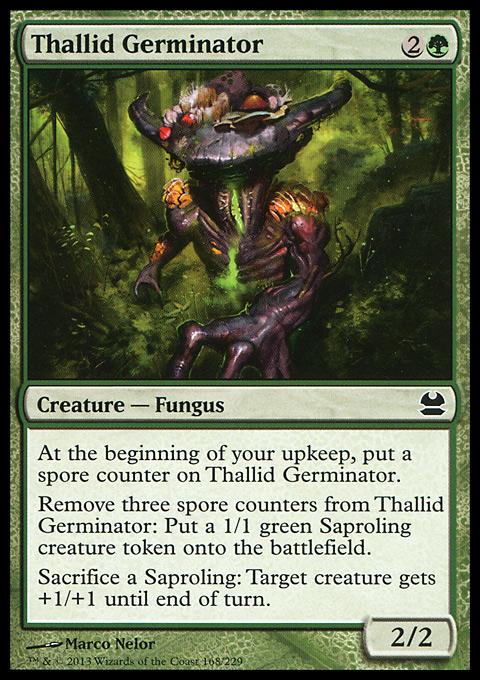 Thallid Germinator 2
Creature — Fungus
At the beginning of your upkeep, put a
spore counter on Thallid Germinator.
Remove three spore counters from Thallid
Germinator: Put a 1/1 green Saproling
creature token onto the battlefield.
Sacrifice a Saproling: Target creature gets
+1/+1 until end of turn.
Marco Nelor
2/2
™ & © 2013 Wizards of the Coast 168/229